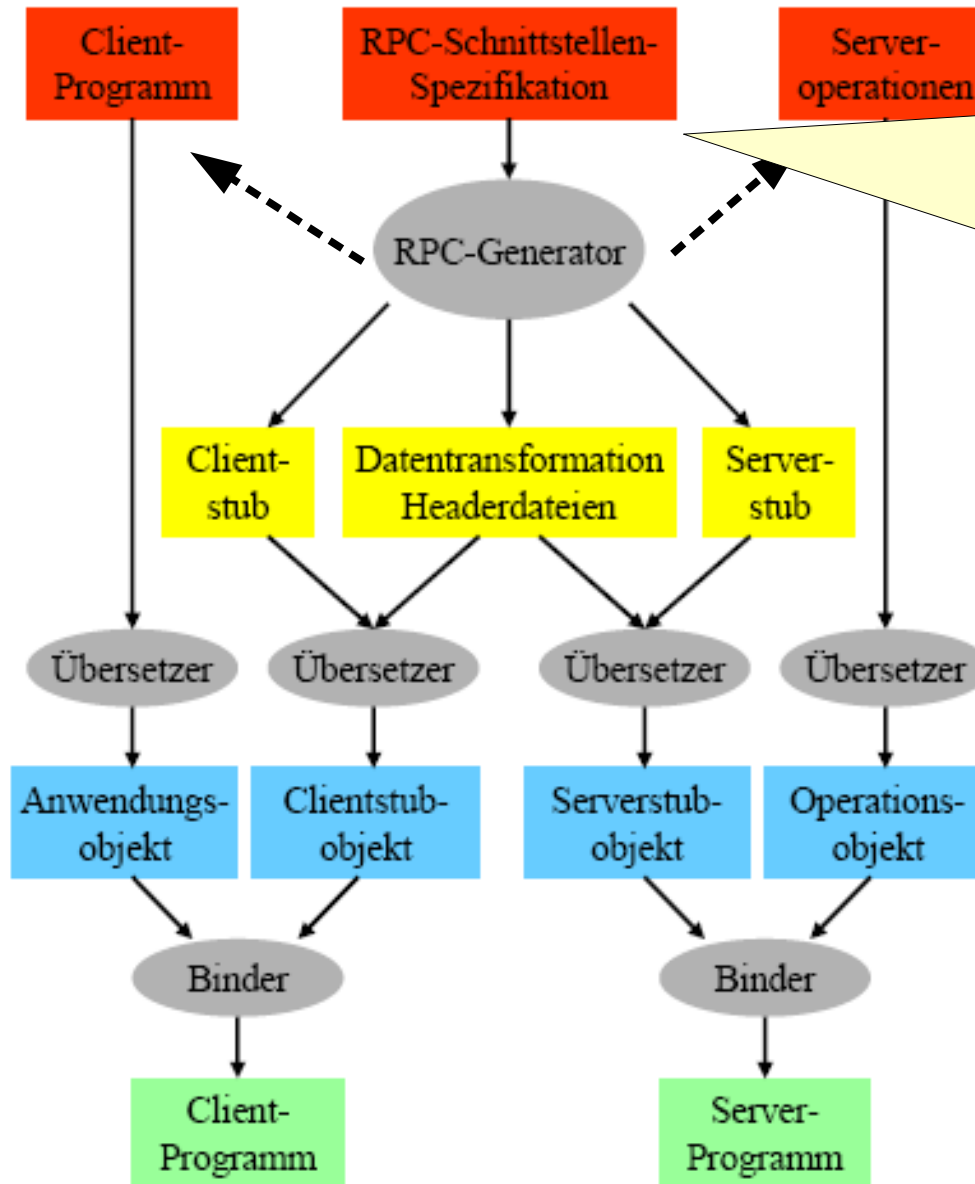 Client-
Programm
RPC-Schnittstellen-
Spezifikation
Server-
operationen
RPC-Generator
Client-
stub
Datentransformation
Headerdateien
Server-
stub
Übersetzer
Übersetzer
Übersetzer
Übersetzer
Anwendungs-
objekt
Clientstub-
objekt
Serverstub-
objekt
Operations-
objekt
Binder
Binder
Client-
Programm
Server-
Programm